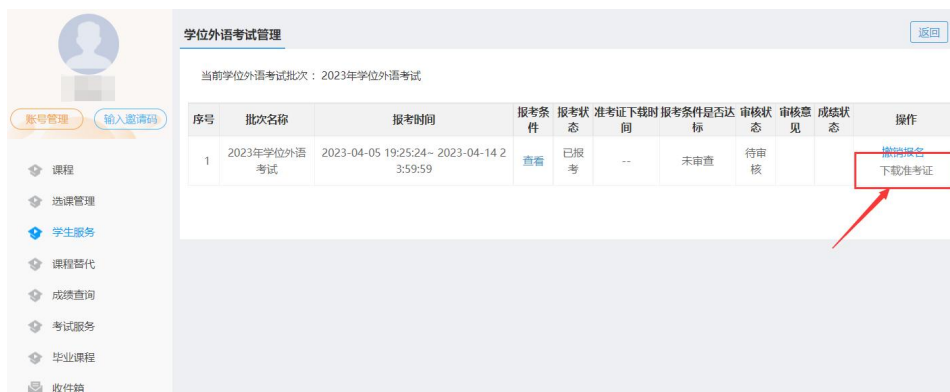 学位外语考试管理
返回
当前学位外语考试批次： 2023年学位外语考试
账号管理
输入邀请码
序号
批次名称
报考时间
报考条
件
报考状
态
准考证下载时
间
报考条件是否达
标
审核状
态
审核意
见
成绩状
态
操作
1
2023年学位外语
考试
2023-04-05 19:25:24~ 2023-04-14 2
3:59:59
查看
已报
考
--
未审查
待审
核
撤销报名
下载准考证
课程
选课管理
学生服务
课程替代
成绩查询
考试服务
毕业课程
收件箱